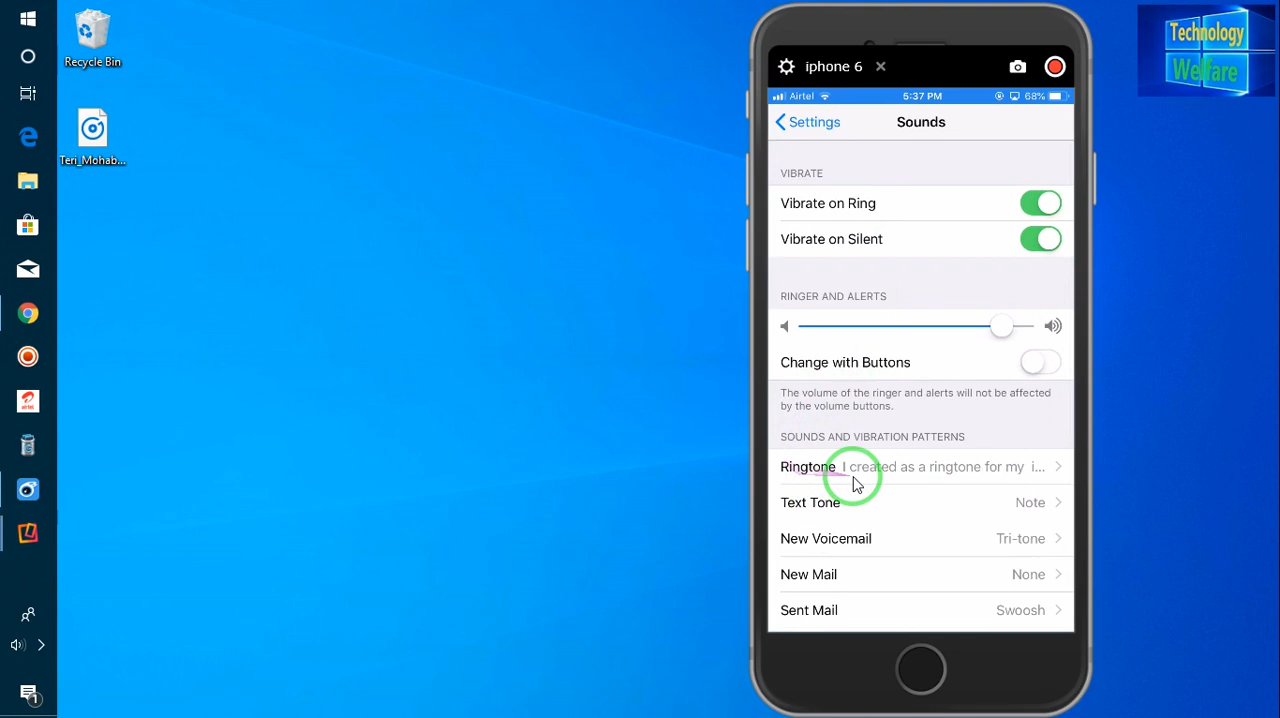 Recycle Bin
Teri_Mohab...
airtel
1
iphone 6
Airtel 5:37 PM 68%
Settings Sounds
VIBRATE
Vibrate on Ring
Vibrate on Silent
RINGER AND ALERTS
Change with Buttons
The volume of the ringer and alerts will not be affected
by the volume buttons.
SOUNDS AND VIBRATION PATTERNS
Ringtone I created as a ringtone for my i...
Text Tone Note
New Voicemail Tri-tone
New Mail None
Sent Mail Swoosh
Technology
Welfare